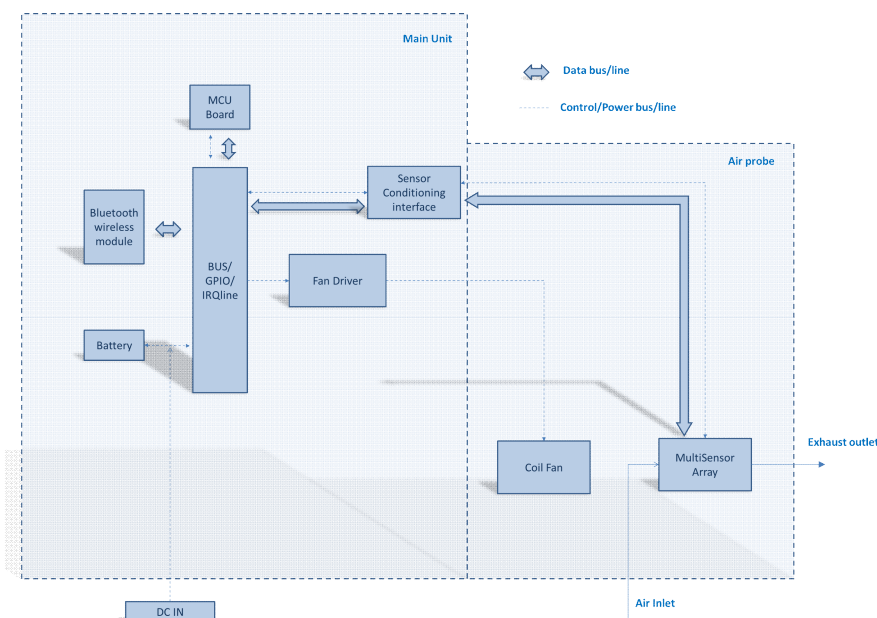 Main Unit
Data bus/line
MCU
Board
Control/Power bus/line
Air probe
Sensor
Conditioning
interface
Bluetooth
wireless
module
BUS/
GPIO/
IRQline
Fan Driver
Battery
Exhaust outlet
Coil Fan
MultiSensor
Array
Air Inlet
DC IN